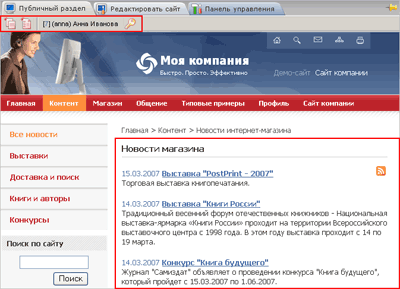 Публичный раздел Редактировать сайт Панель управления
[?] (anna) Анна Иванова
Моя компания
Быстро. Просто. Эффективно
Демо-сайт Сайт компании
Главная Контент Магазин Общение Типовые примеры Профиль Сайт компании
Все новости
Выставки
Доставка и поиск
Книги и авторы
Конкурсы
Поиск по сайту
Поиск
Главная > Контент > Новости интернет-магазина
Новости магазина
15.03.2007 Выставка "PostPrint - 2007"
Торговая выставка книгопечатания.
14.03.2007 Выставка "Книги России"
Традиционный весенний форум отечественных книжников - Национальная
выставка-ярмарка «Книги России» проходит на территории Всероссийского
выставочного центра с 1998 года. В этом году выставка проходит с 14 по
19 марта.
14.03.2007 Конкурс "Книга будущего"
Журнал "Самиздат" объявляет о проведении конкурса "Книга будущего",
который пройдет с 15.03.2007 по 1.06.2007.